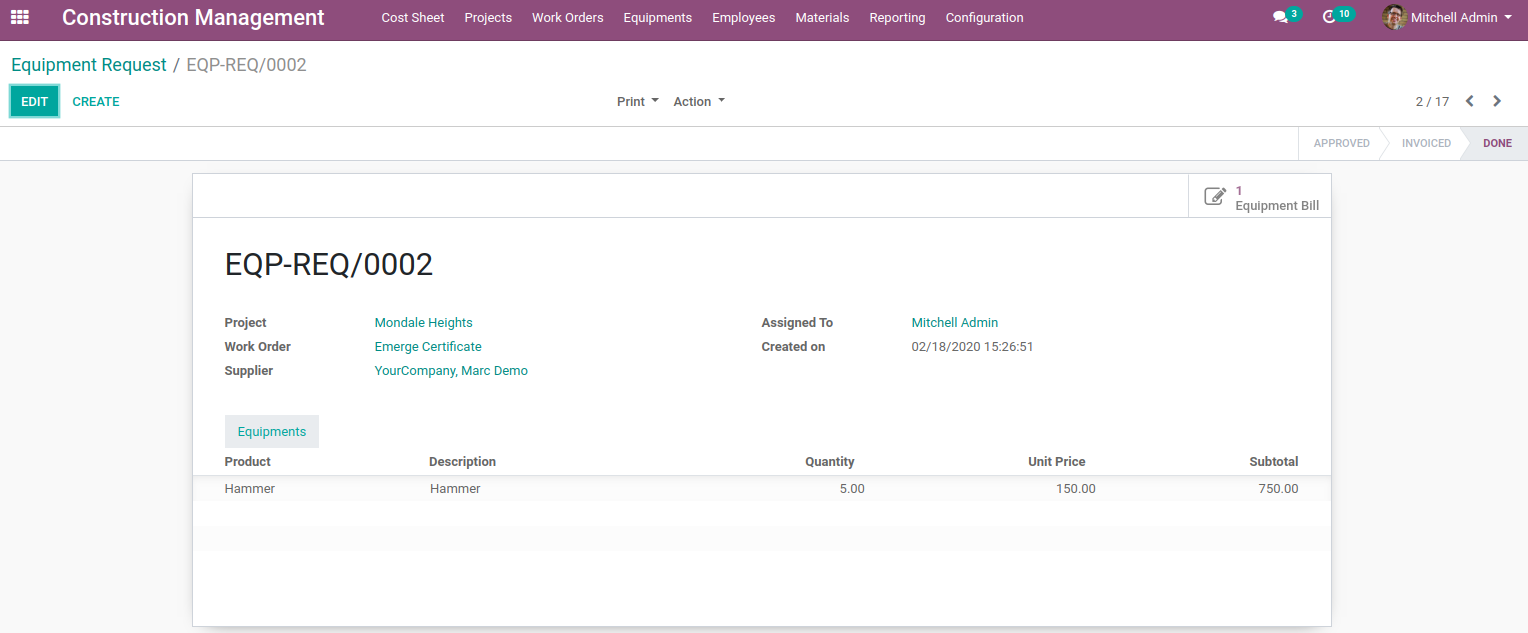 Construction Management Cost Sheet Projects Work Orders Equipments Employees Materials Reporting Configuration 3 10 Mitchell Admin
Equipment Request / EQP-REQ/0002
EDIT CREATE Print Action 2 / 17
APPROVED INVOICED DONE
1
Equipment Bill
EQP-REQ/0002
Project Mondale Heights Assigned To Mitchell Admin
Work Order Emerge Certificate Created on 02/18/2020 15:26:51
Supplier YourCompany, Marc Demo
Equipments
Product Description Quantity Unit Price Subtotal
Hammer Hammer 5.00 150.00 750.00